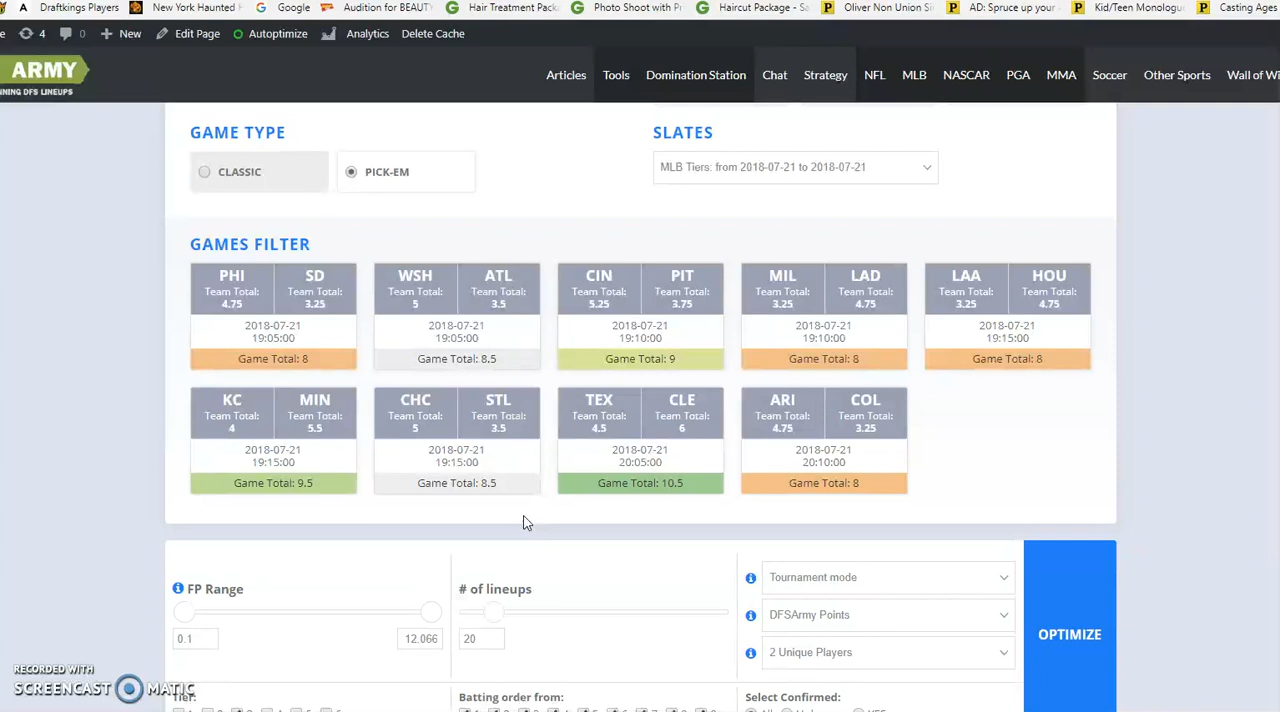 Draftkings Players New York Haunted H Google Audition for BEAUTY Hair Treatment Pack Photo Shoot with Pr Haircut Package - Sa Oliver Non Union Si AD: Spruce up your Kid/Teen Monologue Casting Ages
e 4 0 New Edit Page Autoptimize Analytics Delete Cache
ARMY
NNING DFS LINEUPS
Articles Tools Domination Station Chat Strategy NFL MLB NASCAR PGA MMA Soccer Other Sports Wall of Wi
GAME TYPE SLATES
CLASSIC PICK-EM MLB Tiers: from 2018-07-21 to 2018-07-21
GAMES FILTER
PHI SD WSH ATL CIN PIT MIL LAD LAA HOU
Team Total: Team Total: Team Total: Team Total: Team Total: Team Total: Team Total: Team Total: Team Total: Team Total:
4.75 3.25 5 3.5 5.25 3.75 3.25 4.75 3.25 4.75
2018-07-21 2018-07-21 2018-07-21 2018-07-21 2018-07-21
19:05:00 19:05:00 19:10:00 19:10:00 19:15:00
Game Total: 8 Game Total: 8.5 Game Total: 9 Game Total: 8 Game Total: 8
KC MIN CHC STL TEX CLE ARI COL
Team Total: Team Total: Team Total: Team Total: Team Total: Team Total: Team Total: Team Total:
4 5.5 5 3.5 4.5 6 4.75 3.25
2018-07-21 2018-07-21 2018-07-21 2018-07-21
19:15:00 19:15:00 20:05:00 20:10:00
Game Total: 9.5 Game Total: 8.5 Game Total: 10.5 Game Total: 8
FP Range # of lineups Tournament mode
DFSArmy Points
0.1 12.066 20 OPTIMIZE
2 Unique Players
RECORDED WITH
SCREENCAST MATIC
Tier: Batting order from: Select Confirmed: